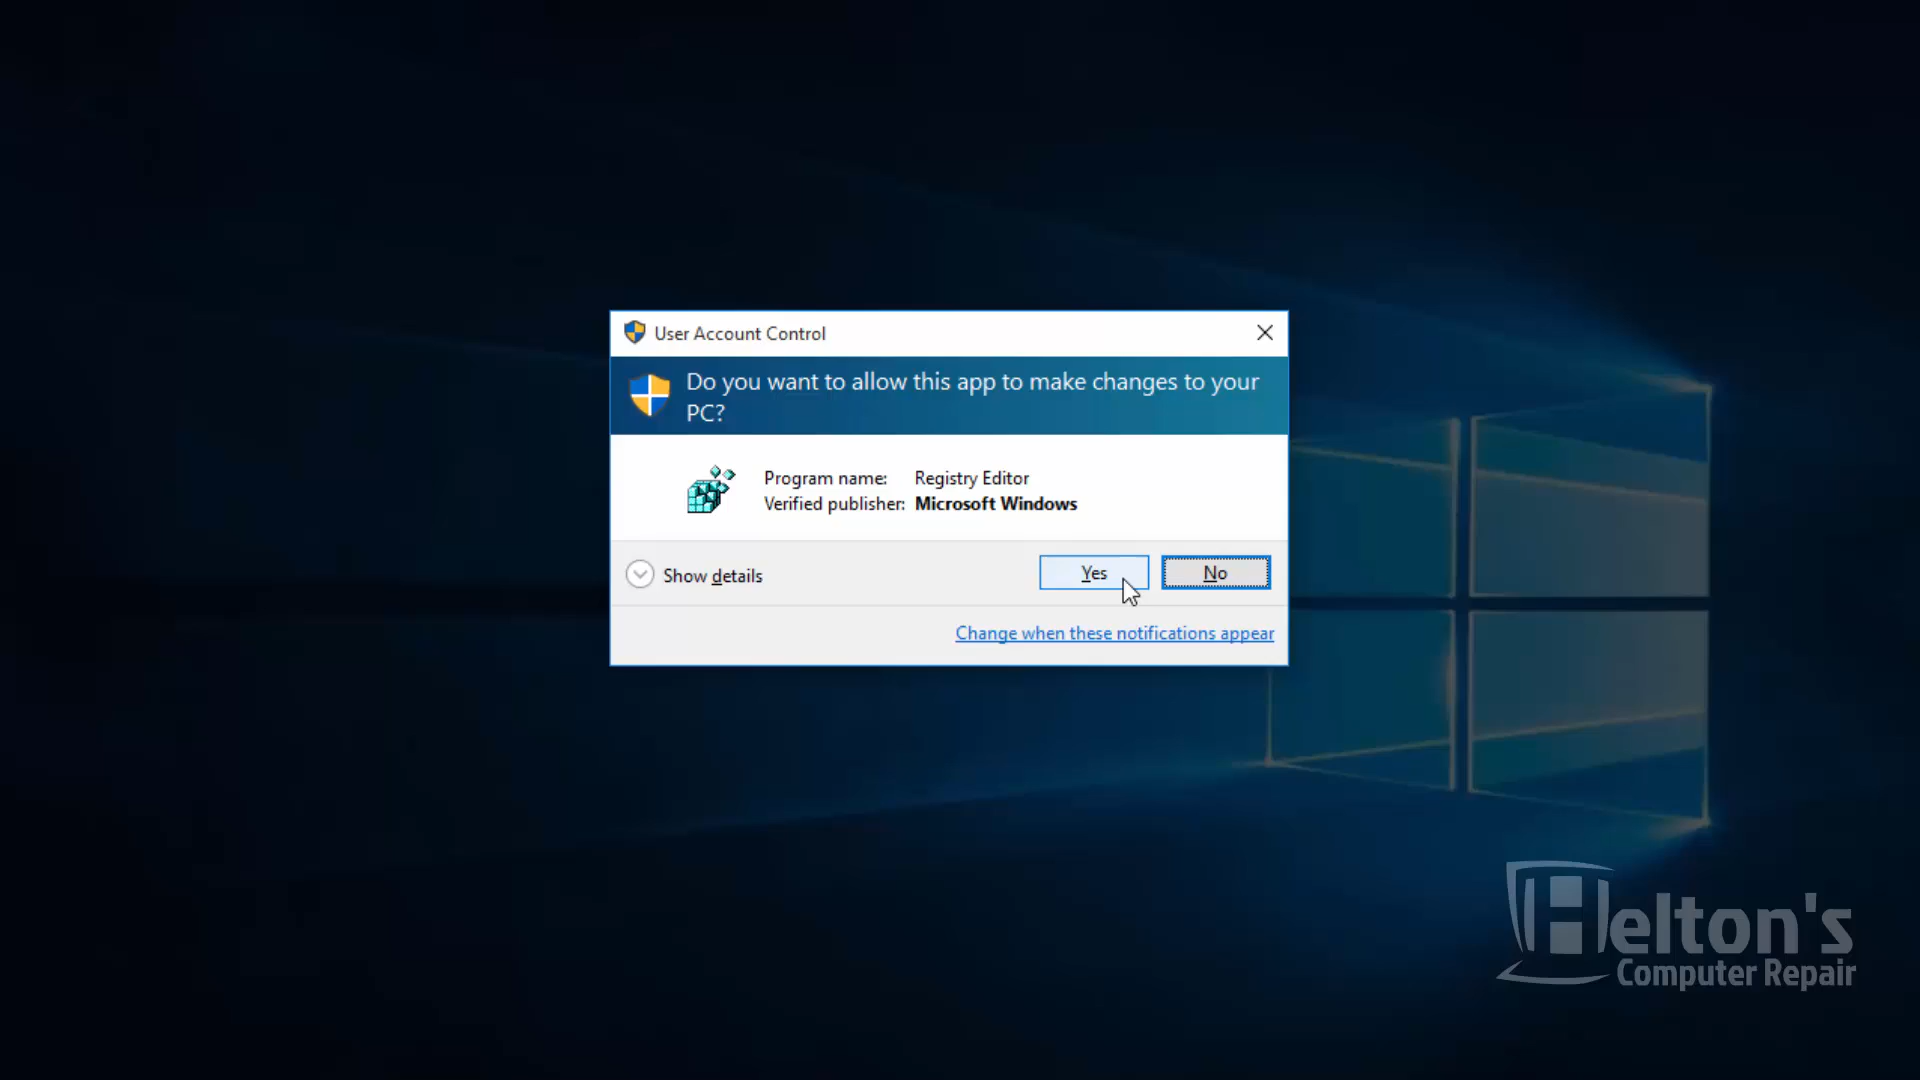 User Account Control
Do you want to allow this app to make changes to your
PC?
Program name: Registry Editor
Verified publisher: Microsoft Windows
Show details
Yes
No
Change when these notifications appear
Helton's
Computer Repair